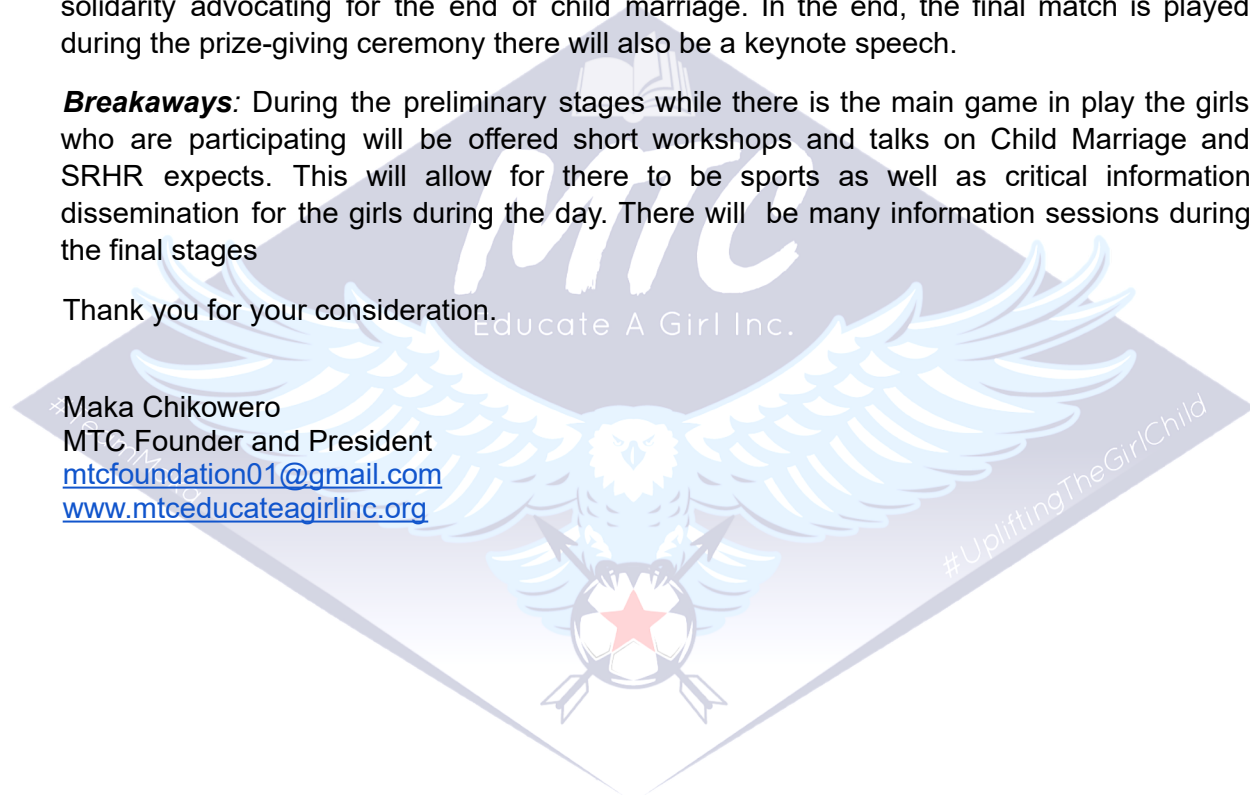 solidarity advocating for the end of child marriage. In the end, the final match is played
during the prize-giving ceremony there will also be a keynote speech.
Breakaways: During the preliminary stages while there is the main game in play the girls
who are participating will be offered short workshops and talks on Child Marriage and
SRHR expects. This will allow for there to be sports as well as critical information
dissemination for the girls during the day. There will be many information sessions during
the final stages
MTC
Thank you for your consideration.
Educate A Girl Inc.
Maka Chikowero
MTC Founder and President
mtcfoundation01@gmail.com
www.mtceducateagirlinc.org
#UpliftingTheGirlChild